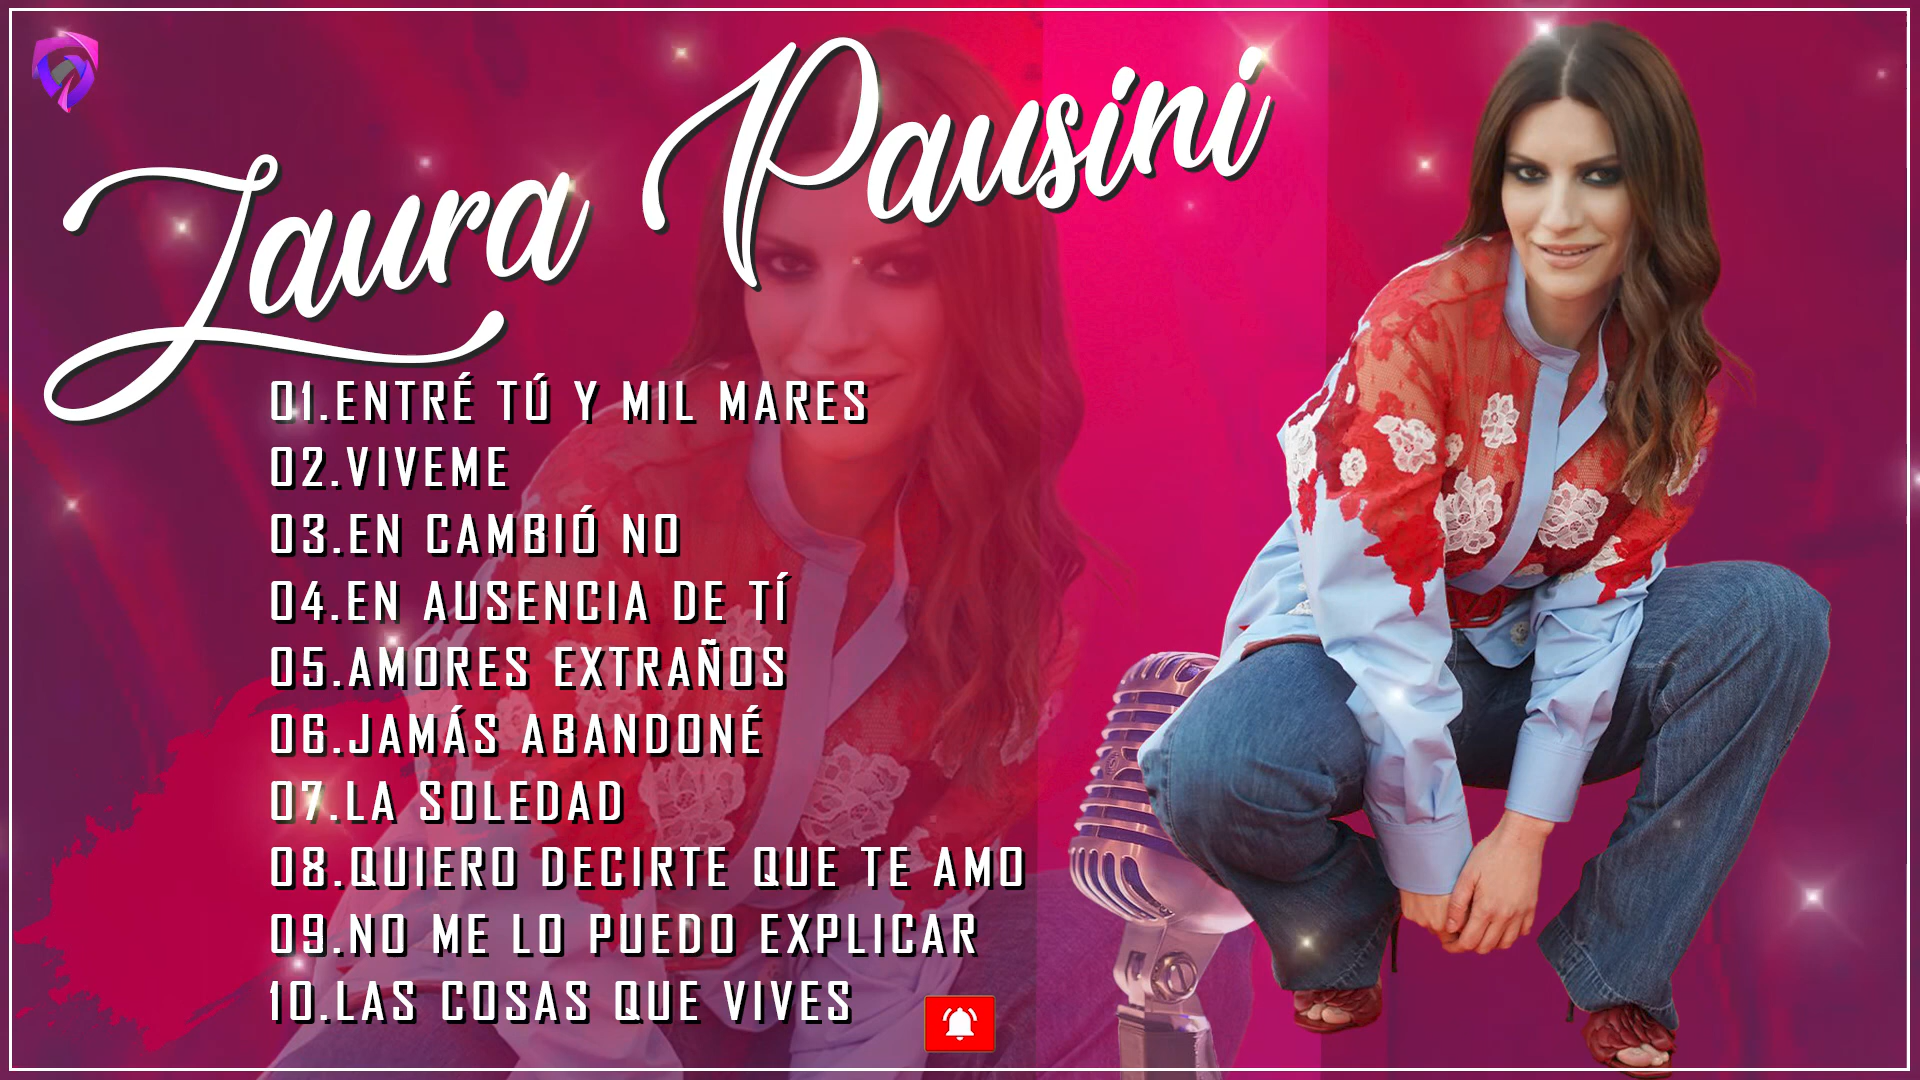 Laura Pausini
01.ENTRÉ TÚ Y MIL MARES
02.VIVEME
03.EN CAMBIÓ NO
04.EN AUSENCIA DE TÍ
05.AMORES EXTRAÑOS
06.JAMÁS ABANDONÉ
07.LA SOLEDAD
08.QUIERO DECIRTE QUE TE AMO
09.NO ME LO PUEDO EXPLICAR
10.LAS COSAS QUE VIVES